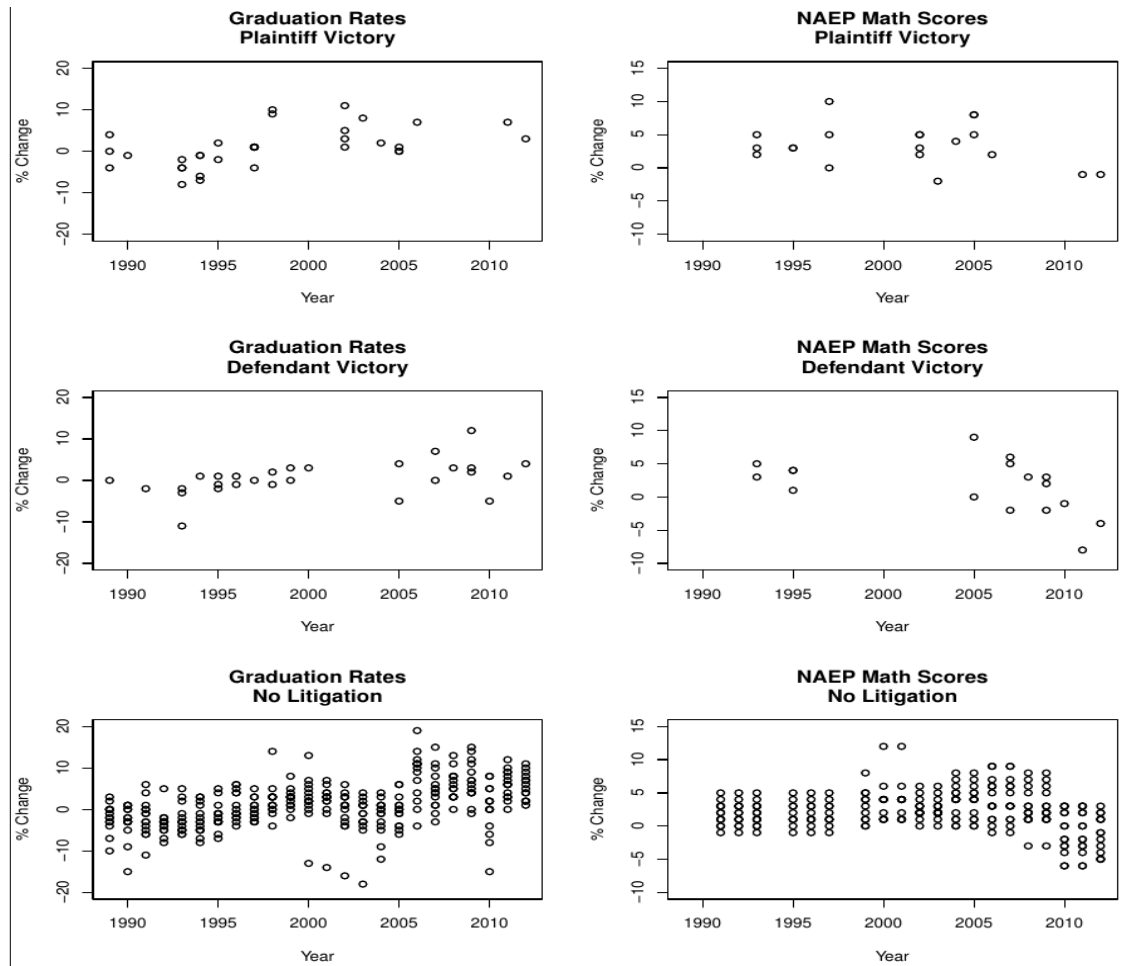 Graduation Rates
Plaintiff Victory
% Change
20
10
0
−10
−20
1990 1995 2000 2005 2010
Year
NAEP Math Scores
Plaintiff Victory
% Change
15
10
5
0
−5
−10
1990 1995 2000 2005 2010
Year
Graduation Rates
Defendant Victory
% Change
20
10
0
−10
−20
1990 1995 2000 2005 2010
Year
NAEP Math Scores
Defendant Victory
% Change
15
10
5
0
−5
−10
1990 1995 2000 2005 2010
Year
Graduation Rates
No Litigation
% Change
20
10
0
−10
−20
1990 1995 2000 2005 2010
Year
NAEP Math Scores
No Litigation
% Change
15
10
5
0
−5
−10
1990 1995 2000 2005 2010
Year